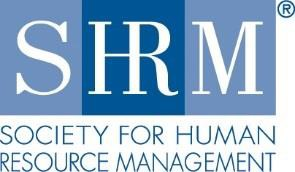 SHRM®
SOCIETY FOR HUMAN
RESOURCE MANAGEMENT